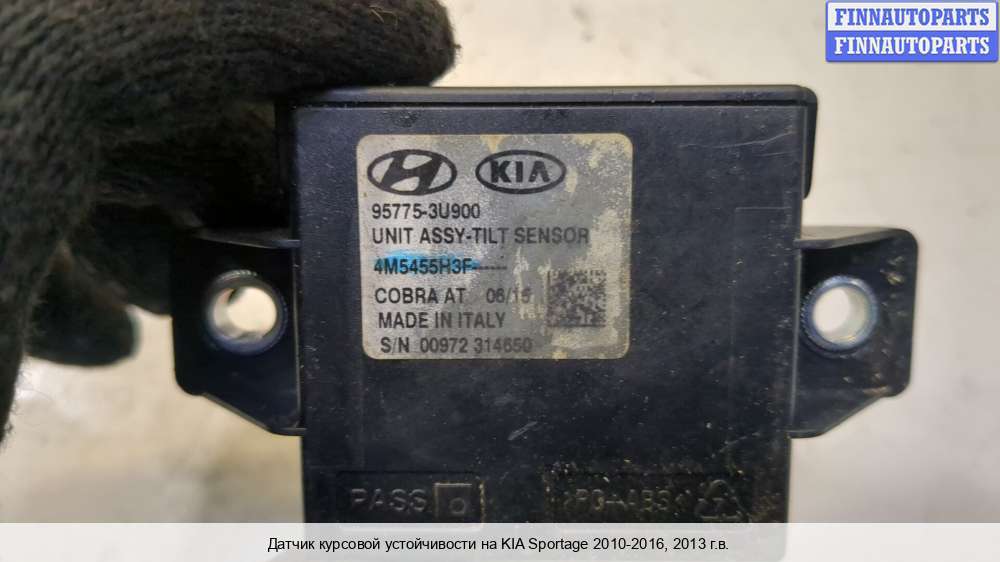 FINNAUTOPARTS
FINNAUTOPARTS
KIA
95775-3U900
UNIT ASSY-TILT SENSOR
4M5455H3F-----
COBRA AT 06/15
MADE IN ITALY
S/N 00972 314650
PASS
Датчик курсовой устойчивости на KIA Sportage 2010-2016, 2013 г.в.